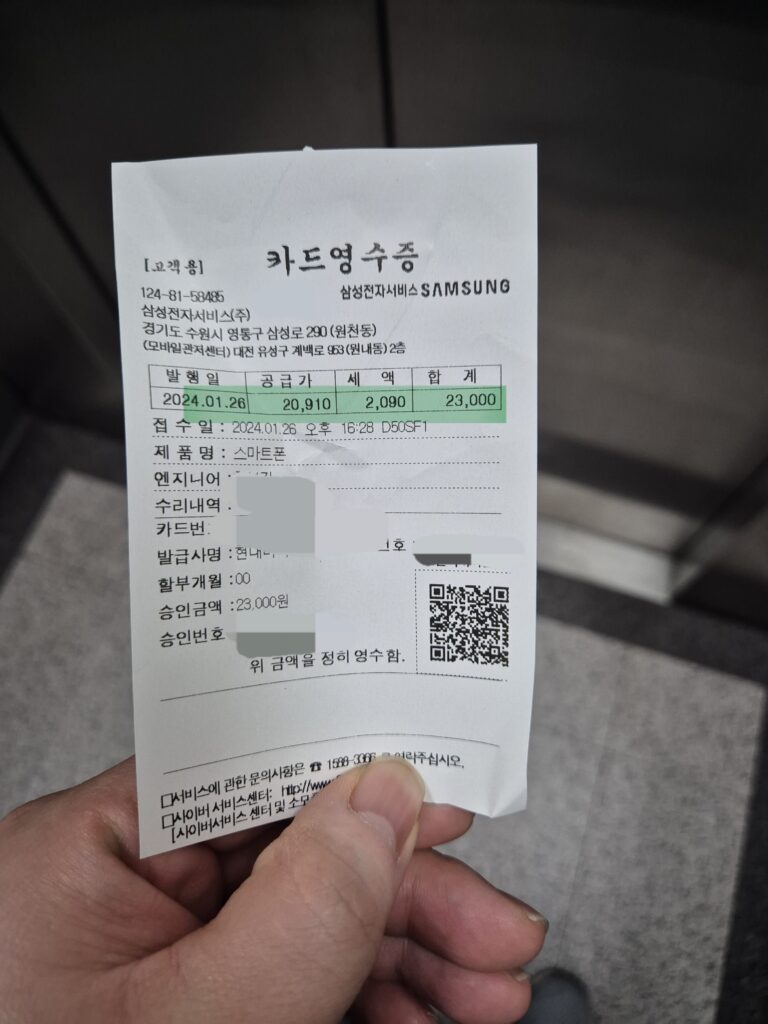 [고객용] 카드영수증
124-81-58485 삼성전자서비스 SAMSUNG
삼성전자서비스(주)
경기도 수원시 영통구 삼성로 290 (원천동)
(모바일관저센터) 대전 유성구 계백로 953 (원내동) 2층
발행일 공급가 세액 합계
2024.01.26 20,910 2,090 23,000
접수일 : 2024.01.26 오후 16:28 D50SF1
제품명 : 스마트폰
엔지니어 :
수리내역 :
카드번
발급사명 : 현대
할부개월 : 00
승인금액 : 23,000원
승인번호
위 금액을 정히 영수함.
□서비스에 관한 문의사항은 ☎ 1588-3366 로 연락주십시오.
□사이버 서비스센터: http://www
[사이버서비스 센터 및 소모